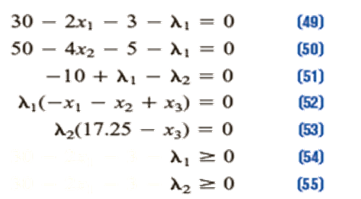 30 − 2x₁ − 3 − λ₁ = 0 (49)
50 − 4x₂ − 5 − λ₁ = 0 (50)
−10 + λ₁ − λ₂ = 0 (51)
λ₁(−x₁ − x₂ + x₃) = 0 (52)
λ₂(17.25 − x₃) = 0 (53)
λ₁ ≥ 0 (54)
λ₂ ≥ 0 (55)